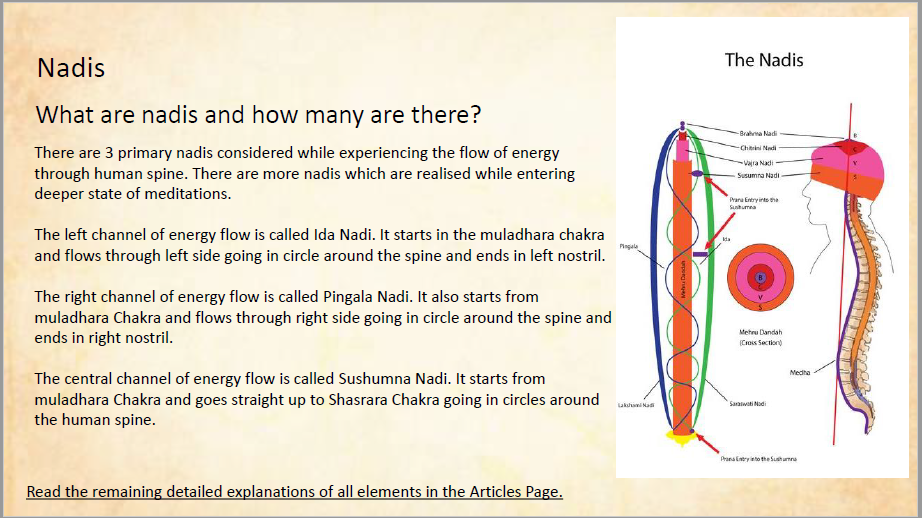 Nadis
What are nadis and how many are there?
There are 3 primary nadis considered while experiencing the flow of energy
through human spine. There are more nadis which are realised while entering
deeper state of meditations.
The left channel of energy flow is called Ida Nadi. It starts in the muladhara chakra
and flows through left side going in circle around the spine and ends in left nostril.
The right channel of energy flow is called Pingala Nadi. It also starts from
muladhara Chakra and flows through right side going in circle around the spine and
ends in right nostril.
The central channel of energy flow is called Sushumna Nadi. It starts from
muladhara Chakra and goes straight up to Shasrara Chakra going in circles around
the human spine.
Read the remaining detailed explanations of all elements in the Articles Page.
The Nadis
Brahma Nadi
Chitrini Nadi
Vajra Nadi
Susumna Nadi
Prana Entry into the
Sushumna
Ida
Pingala
Mehru Dandah
Lakshami Nadi
Saraswati Nadi
Prana Entry into the Sushumna
B
C
V
S
Mehru Dandah
(Cross Section)
B
C
V
S
Medha